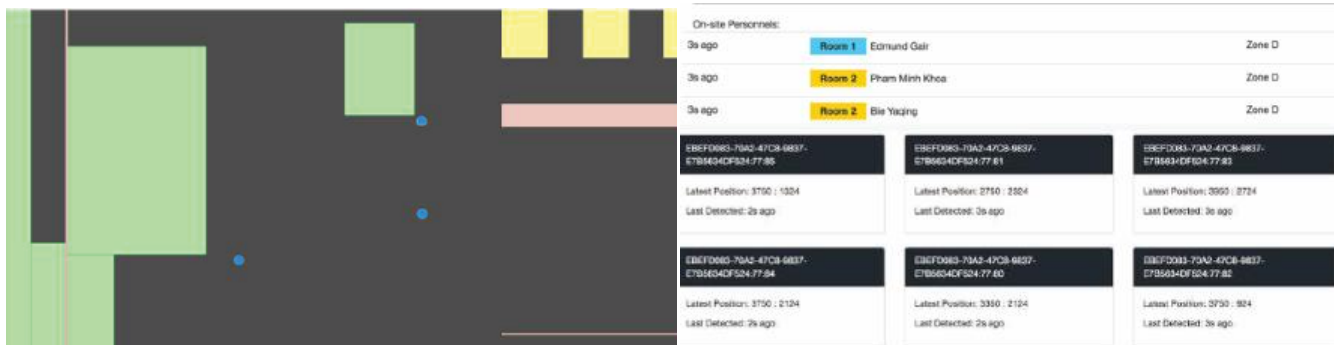 On-site Personnels:
3s ago Room 1 Edmund Gair Zone D
3s ago Room 2 Pham Minh Khoa Zone D
3s ago Room 2 Bie Yaqing Zone D
EBEFD083-70A2-47C8-9837-
E7B5634DF524:77:85
EBEFD083-70A2-47C8-9837-
E7B5634DF524:77:81
EBEFD083-70A2-47C8-9837-
E7B5634DF524:77:83
Latest Position: 3750 : 1324
Latest Position: 2750 : 2324
Latest Position: 3950 : 2724
Last Detected: 2s ago
Last Detected: 3s ago
Last Detected: 3s ago
EBEFD083-70A2-47C8-9837-
E7B5634DF524:77:84
EBEFD083-70A2-47C8-9837-
E7B5634DF524:77:80
EBEFD083-70A2-47C8-9837-
E7B5634DF524:77:82
Latest Position: 3750 : 2124
Latest Position: 3350 : 2124
Latest Position: 3750 : 924
Last Detected: 2s ago
Last Detected: 2s ago
Last Detected: 3s ago